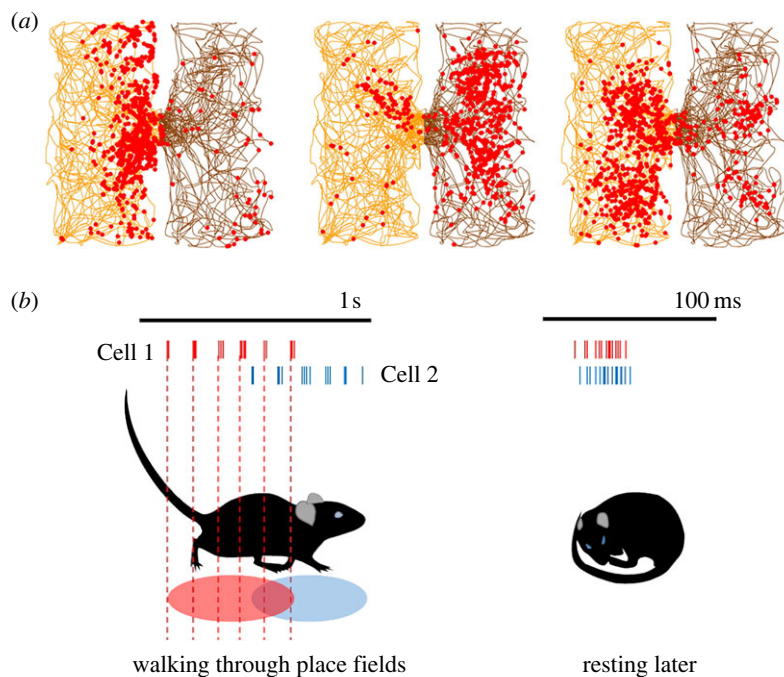 (a)
(b)
1 s
100 ms
Cell 1
Cell 2
walking through place fields
resting later